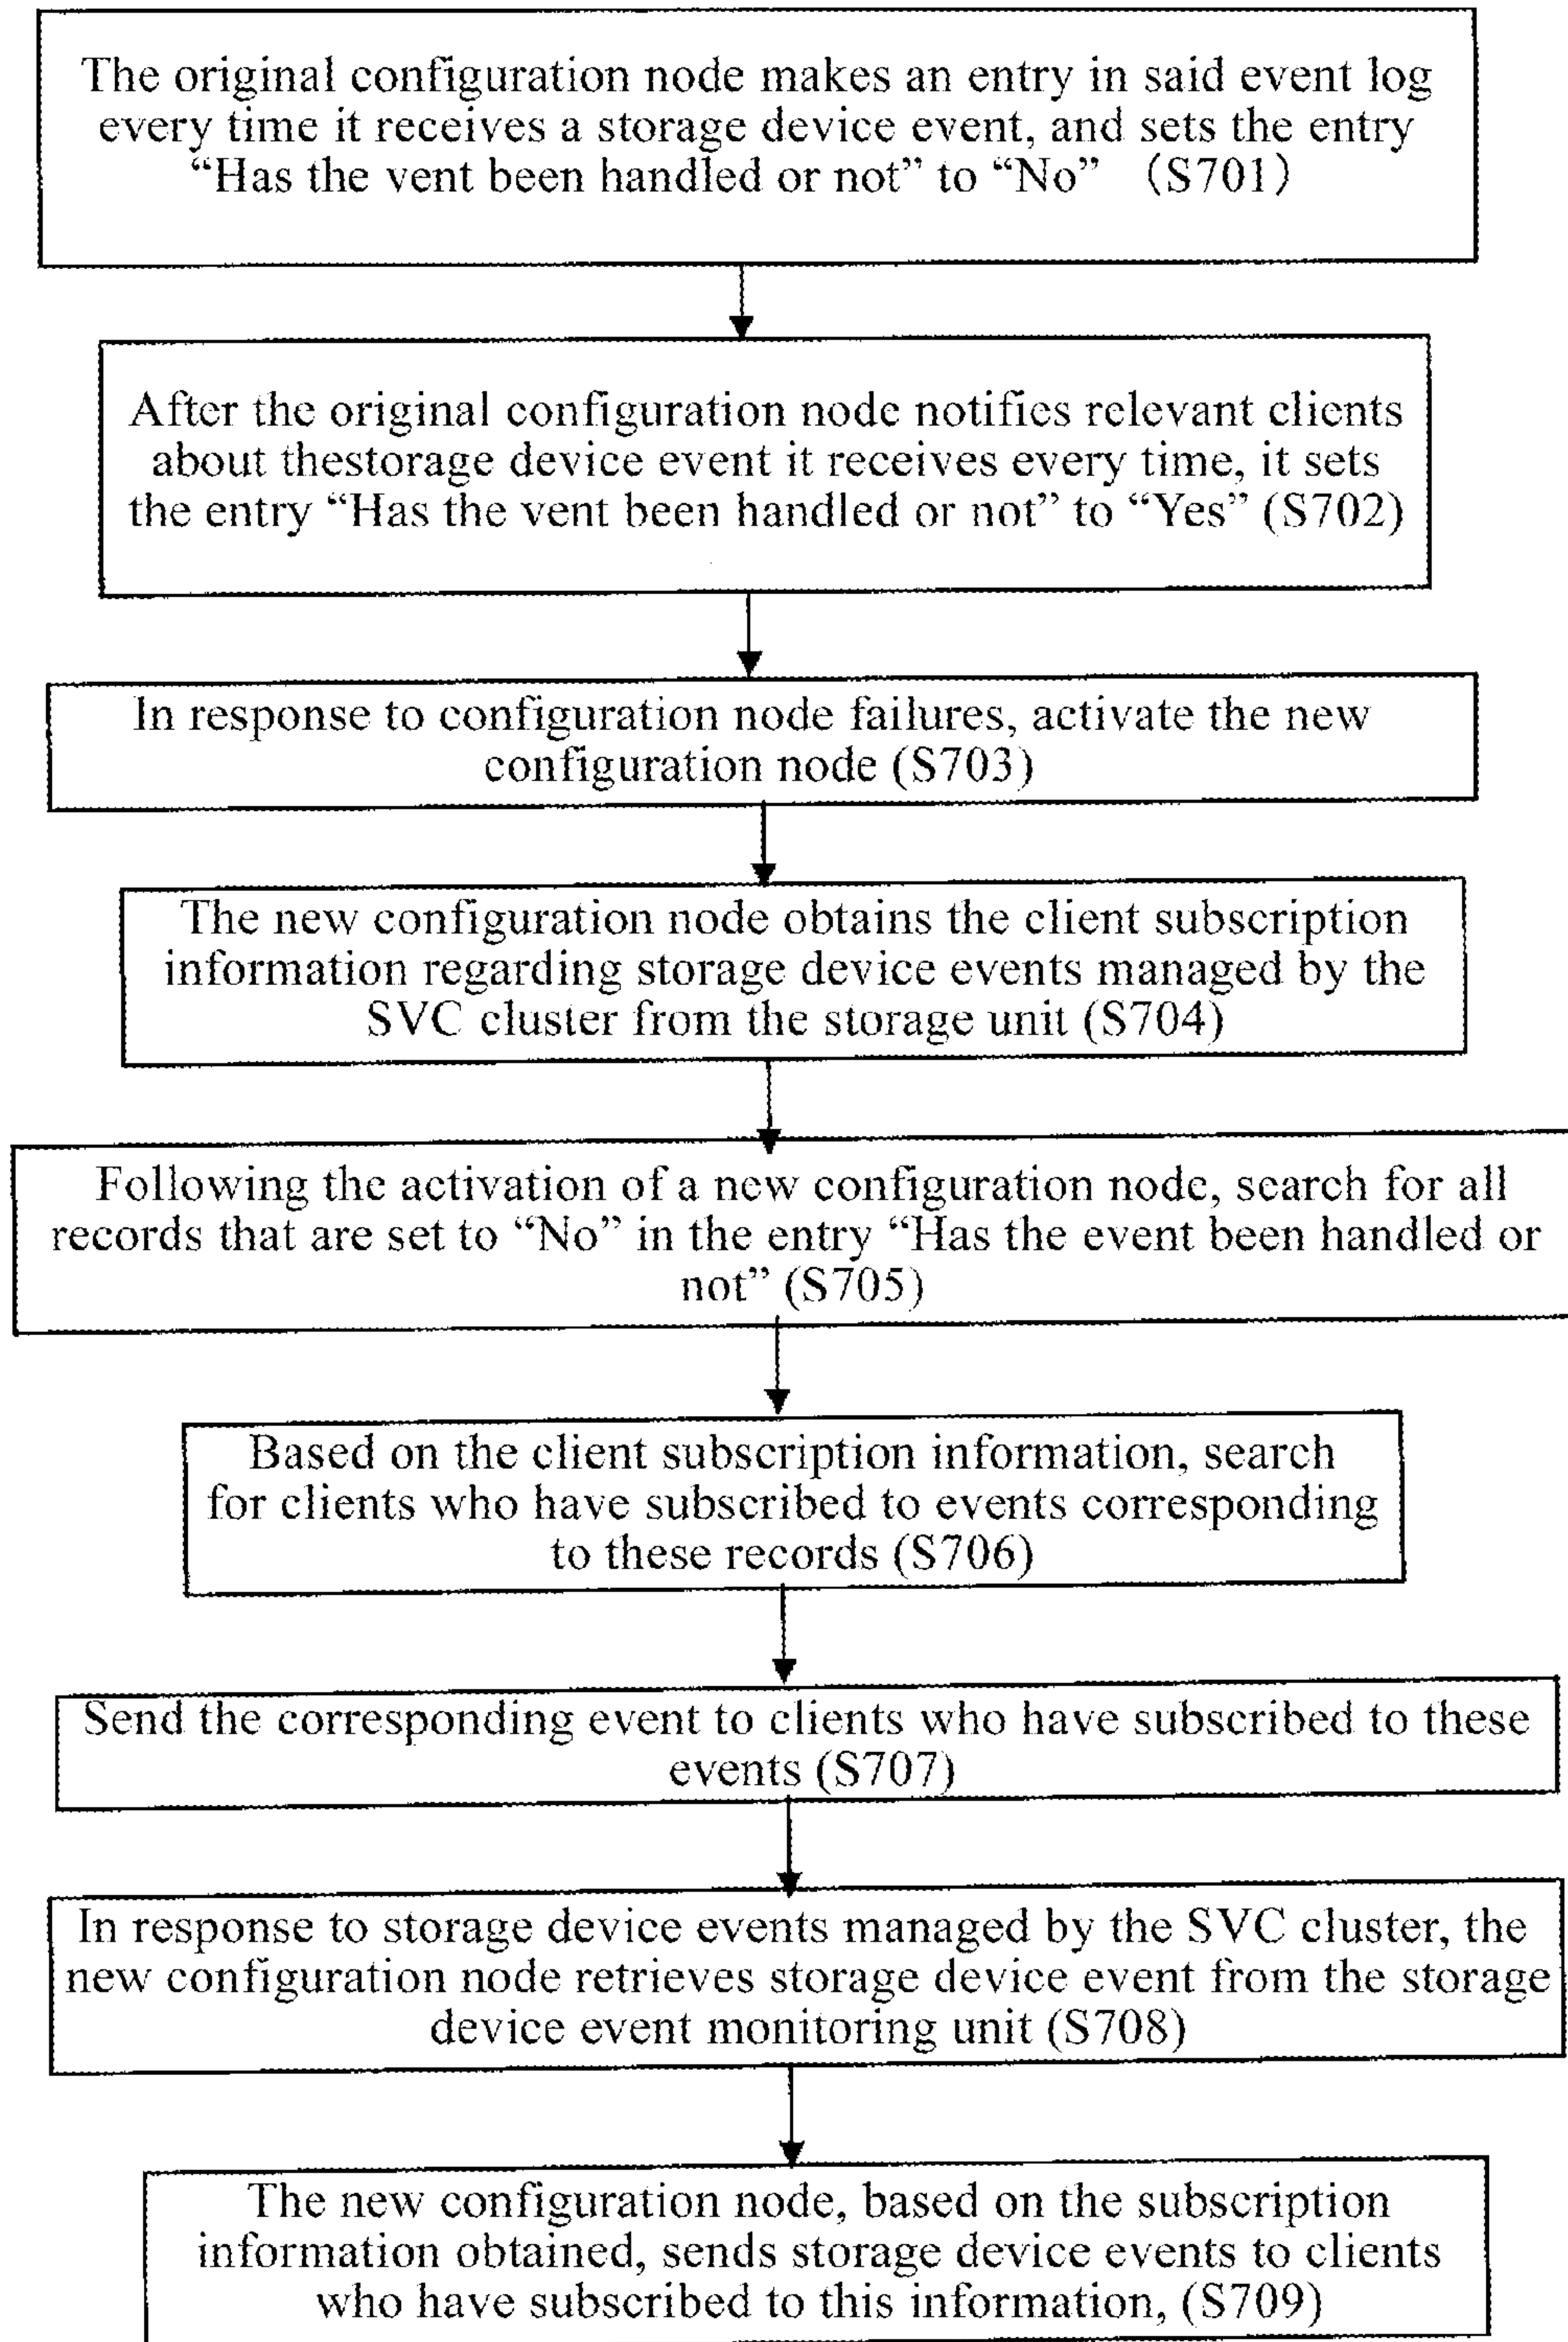 The original configuration node makes an entry in said event log
every time it receives a storage device event, and sets the entry
“Has the vent been handled or not” to “No” (S701)
After the original configuration node notifies relevant clients
about thestorage device event it receives every time, it sets
the entry “Has the vent been handled or not” to “Yes” (S702)
In response to configuration node failures, activate the new
configuration node (S703)
The new configuration node obtains the client subscription
information regarding storage device events managed by the
SVC cluster from the storage unit (S704)
Following the activation of a new configuration node, search for all
records that are set to “No” in the entry “Has the event been handled or
not” (S705)
Based on the client subscription information, search
for clients who have subscribed to events corresponding
to these records (S706)
Send the corresponding event to clients who have subscribed to these
events (S707)
In response to storage device events managed by the SVC cluster, the
new configuration node retrieves storage device event from the storage
device event monitoring unit (S708)
The new configuration node, based on the subscription
information obtained, sends storage device events to clients
who have subscribed to this information, (S709)